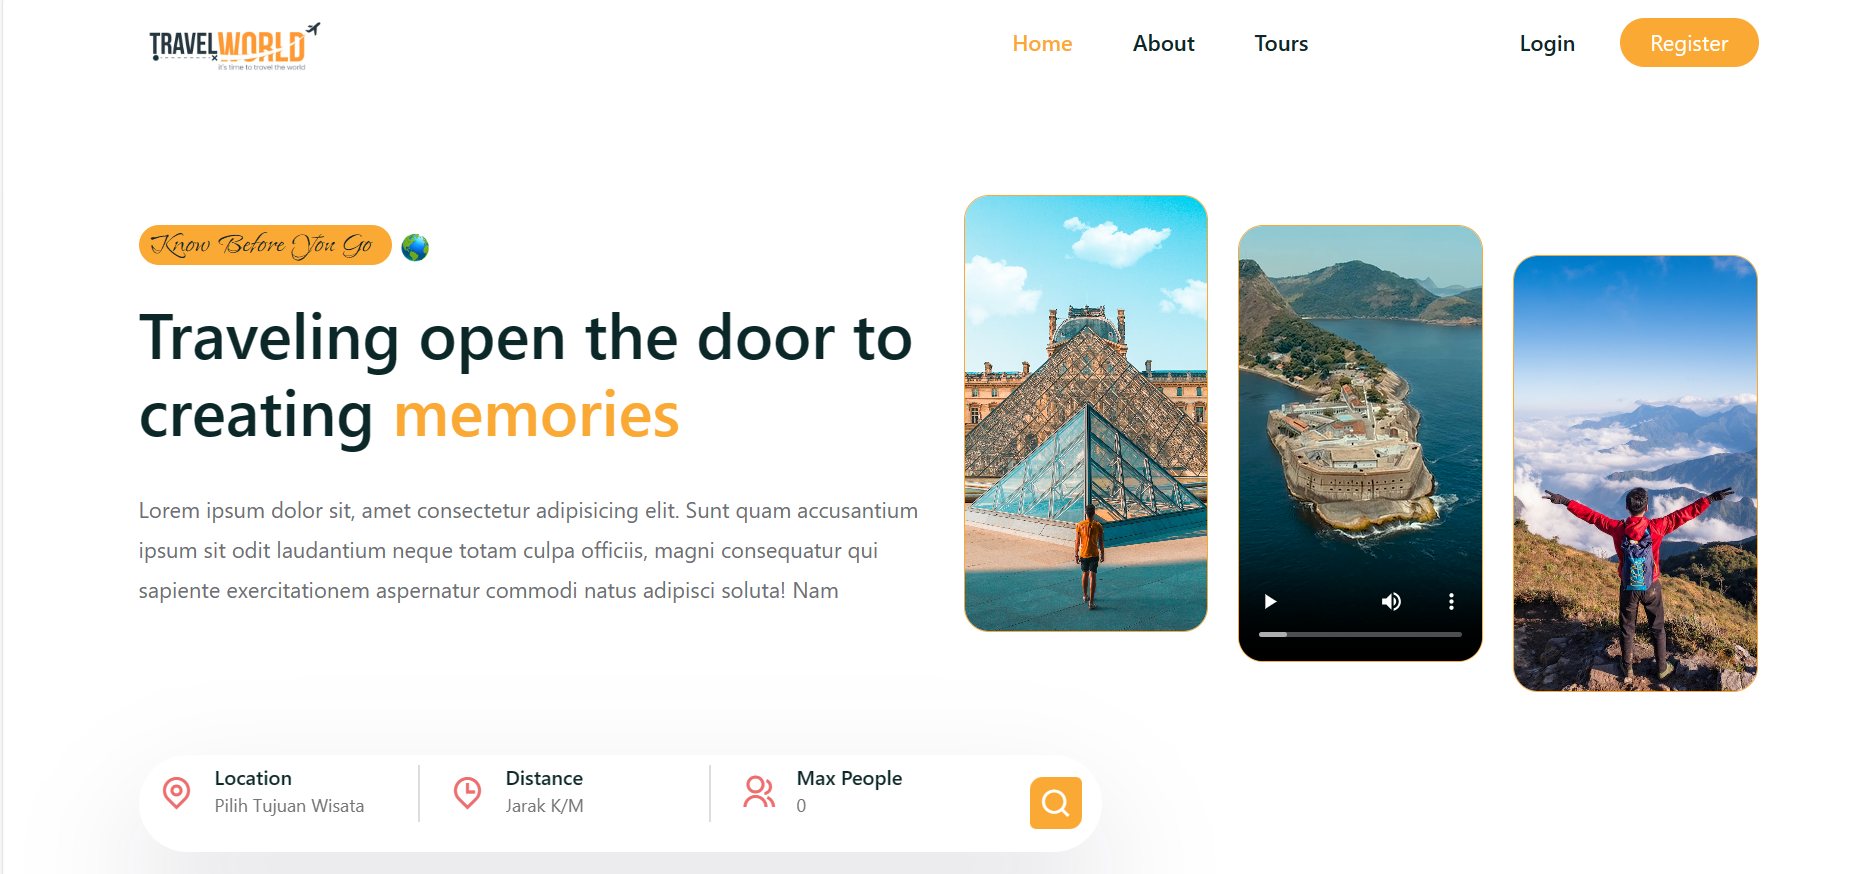 TRAVELWORLD
it's time to travel the world
Home
About
Tours
Login
Register
Know Before You Go
Traveling open the door to
creating memories
Lorem ipsum dolor sit, amet consectetur adipisicing elit. Sunt quam accusantium
ipsum sit odit laudantium neque totam culpa officiis, magni consequatur qui
sapiente exercitationem aspernatur commodi natus adipisci soluta! Nam
Location
Pilih Tujuan Wisata
Distance
Jarak K/M
Max People
0